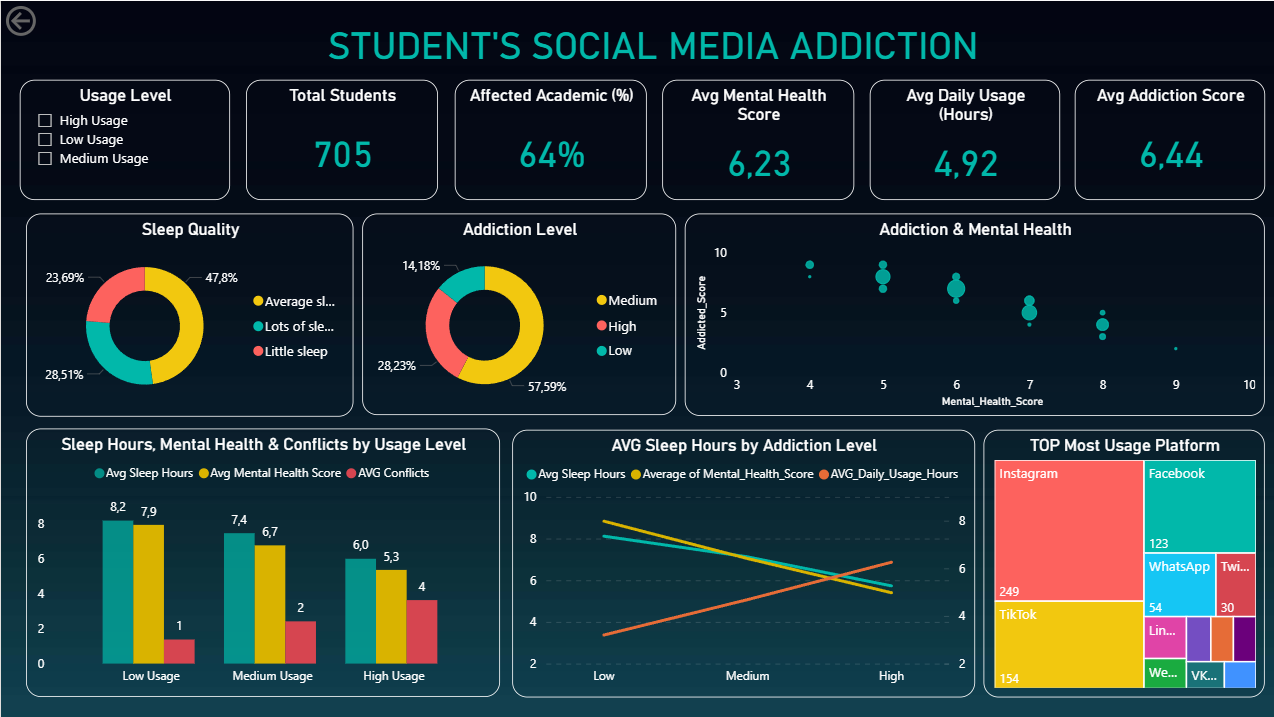 STUDENT'S SOCIAL MEDIA ADDICTION
Usage Level
High Usage
Low Usage
Medium Usage
Total Students
705
Affected Academic (%)
64%
Avg Mental Health
Score
6,23
Avg Daily Usage
(Hours)
4,92
Avg Addiction Score
6,44
Sleep Quality
23,69%
47,8%
28,51%
Average sl...
Lots of sle...
Little sleep
Addiction Level
14,18%
28,23%
57,59%
Medium
High
Low
Addiction & Mental Health
Addicted_Score
10
5
0
3 4 5 6 7 8 9 10
Mental_Health_Score
Sleep Hours, Mental Health & Conflicts by Usage Level
Avg Sleep Hours Avg Mental Health Score AVG Conflicts
8
6
4
2
0
8,2 7,9 1
7,4 6,7 2
6,0 5,3 4
Low Usage Medium Usage High Usage
AVG Sleep Hours by Addiction Level
Avg Sleep Hours Average of Mental_Health_Score AVG_Daily_Usage_Hours
10
8
6
4
2
8
6
4
2
Low Medium High
TOP Most Usage Platform
Instagram
249
TikTok
154
Facebook
123
WhatsApp
54
Twi...
30
Lin...
We...
VK...